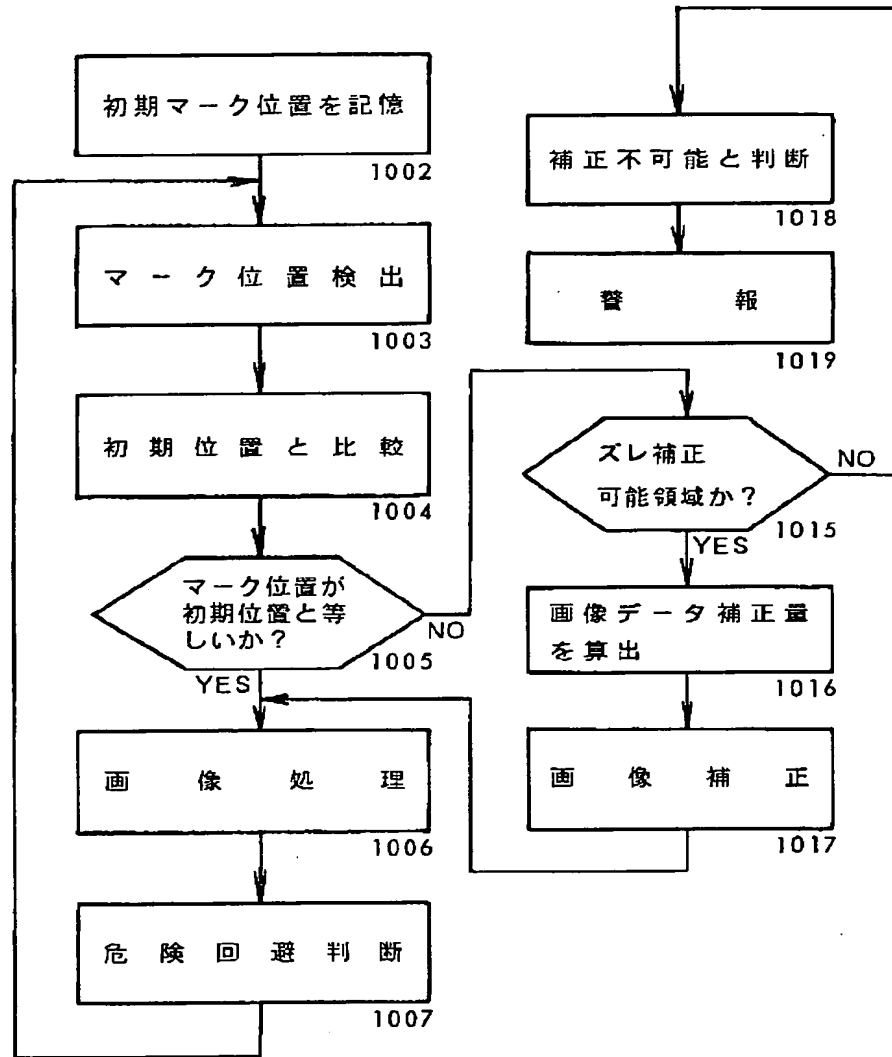 初期マーク位置を記憶
1002
マーク位置検出
1003
初期位置と比較
1004
マーク位置が
初期位置と等
しいか？
1005
NO
YES
画像処理
1006
危険回避判断
1007
補正不可能と判断
1018
警報
1019
ズレ補正
可能領域か？
1015
NO
YES
画像データ補正量
を算出
1016
画像補正
1017